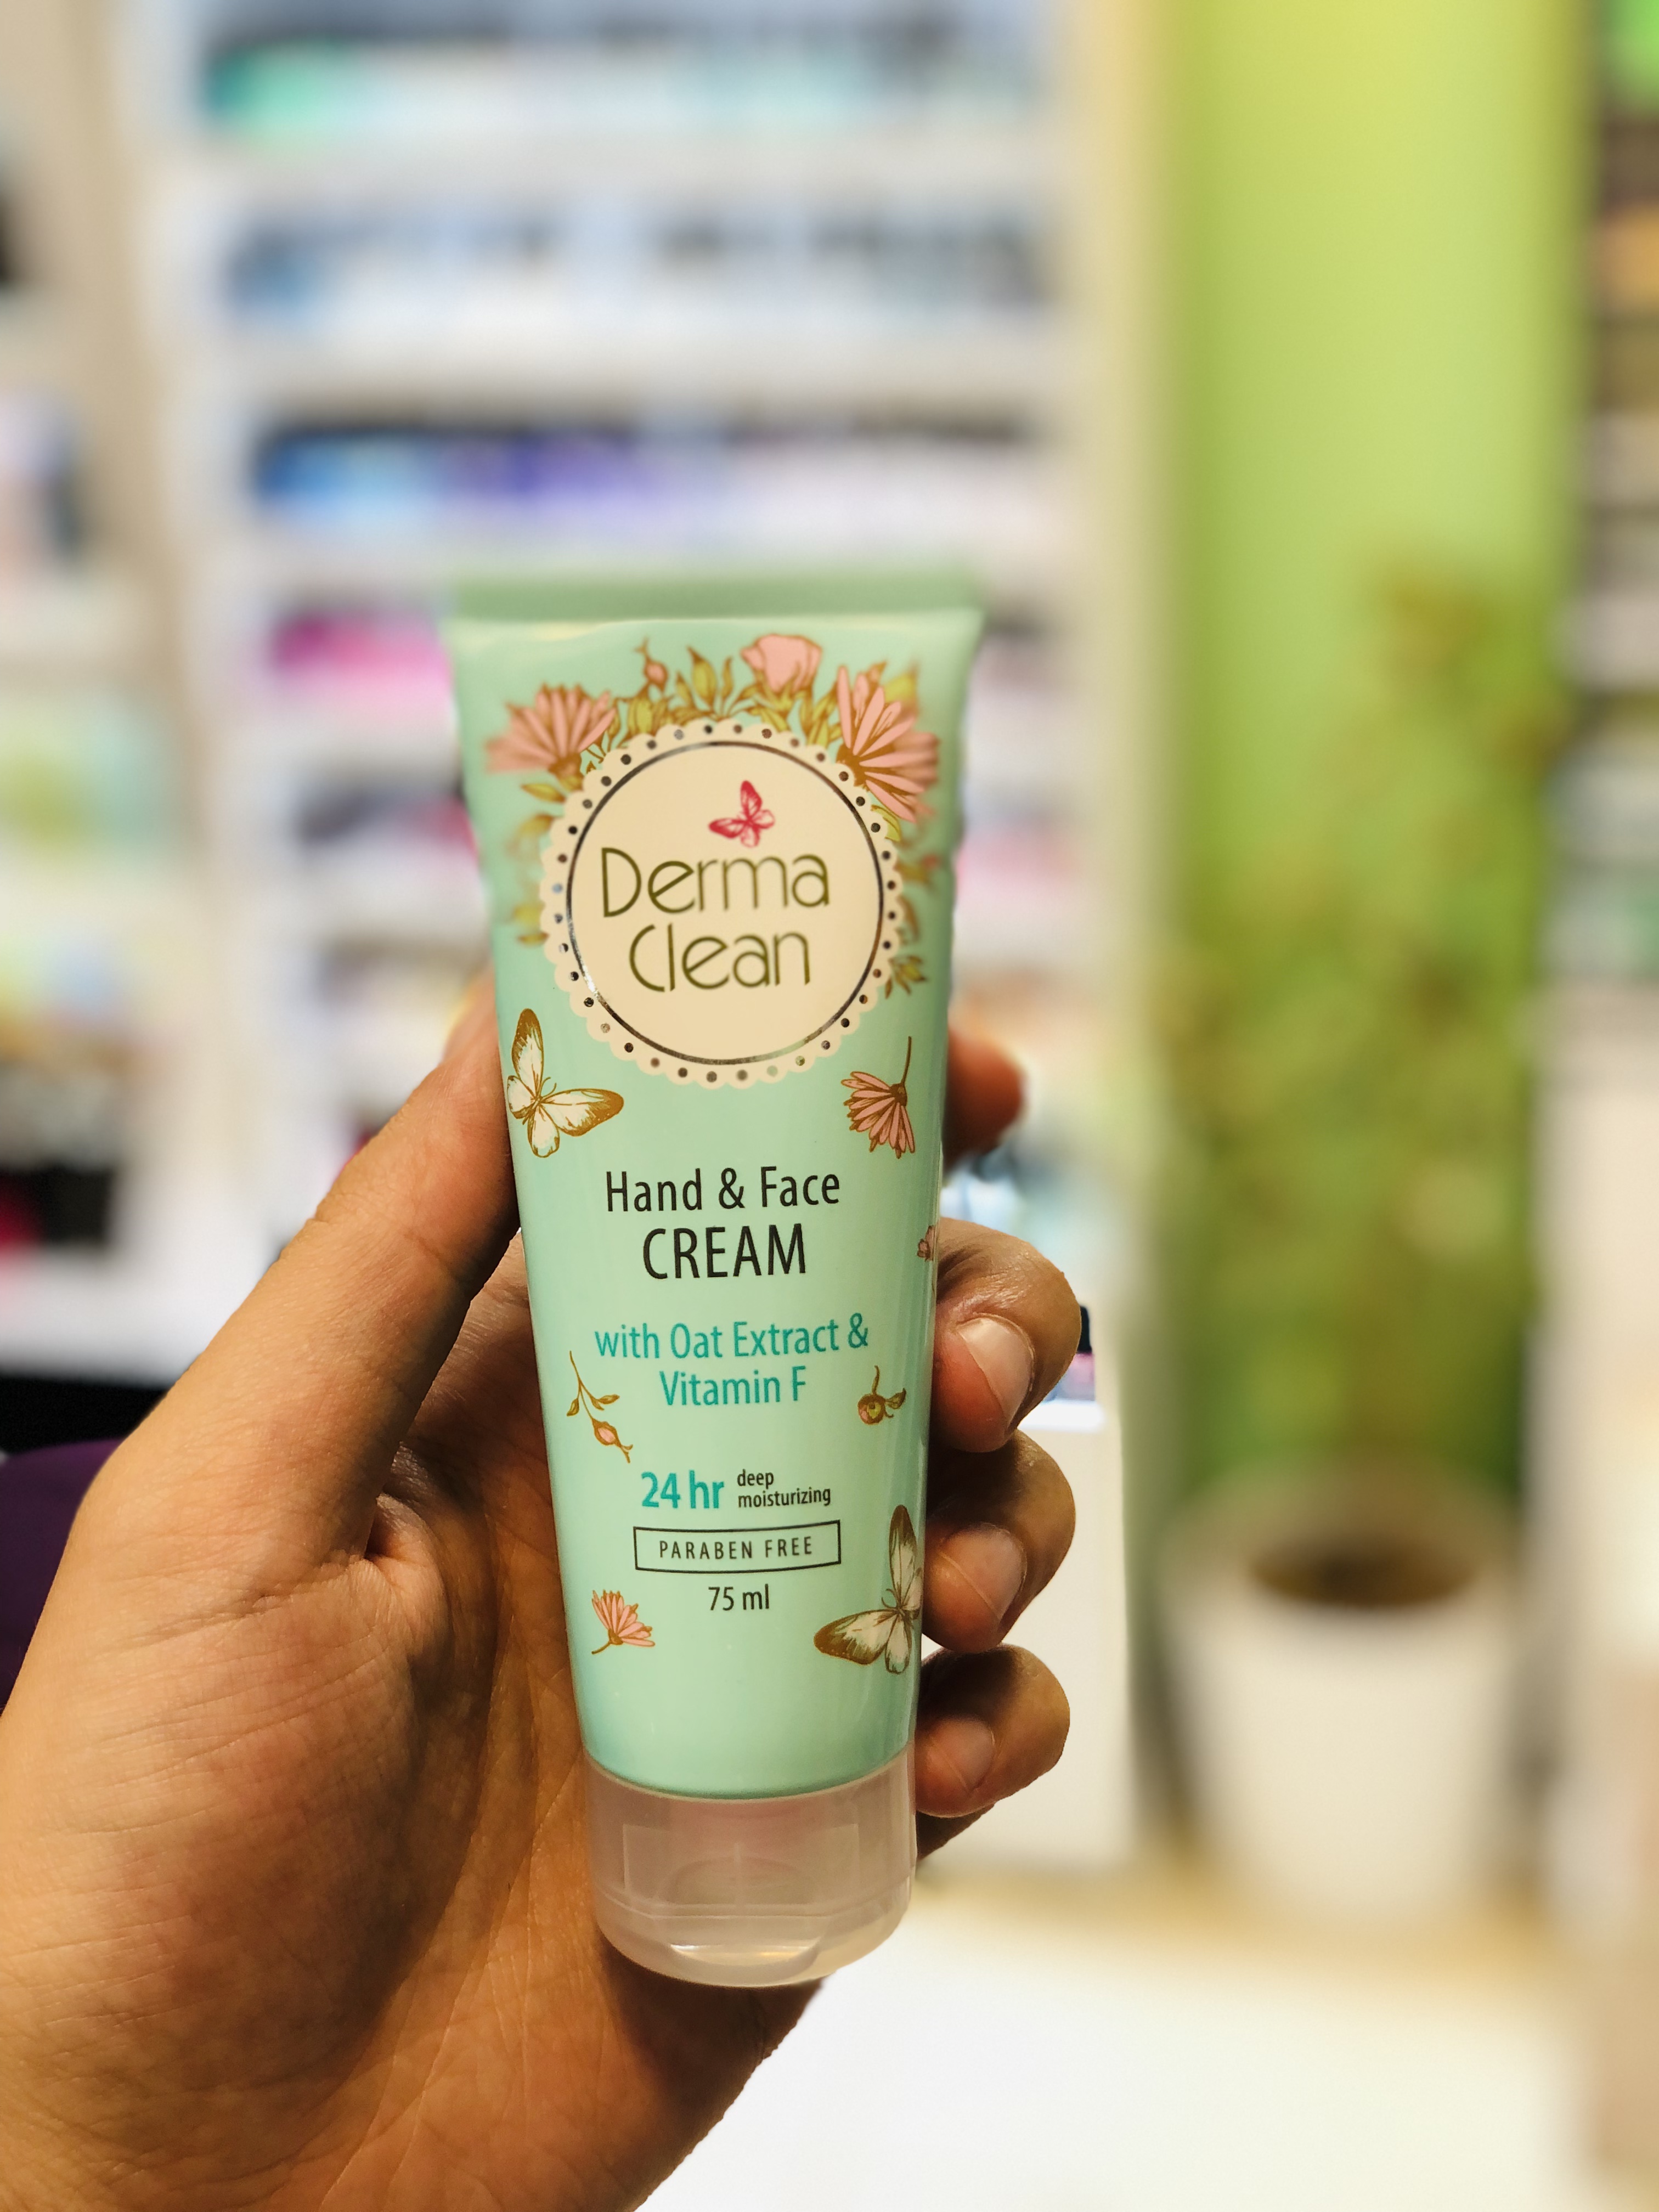 Derma
Clean
Hand & Face
CREAM
with Oat Extract &
Vitamin F
24 hr deep
moisturizing
PARABEN FREE
75 ml